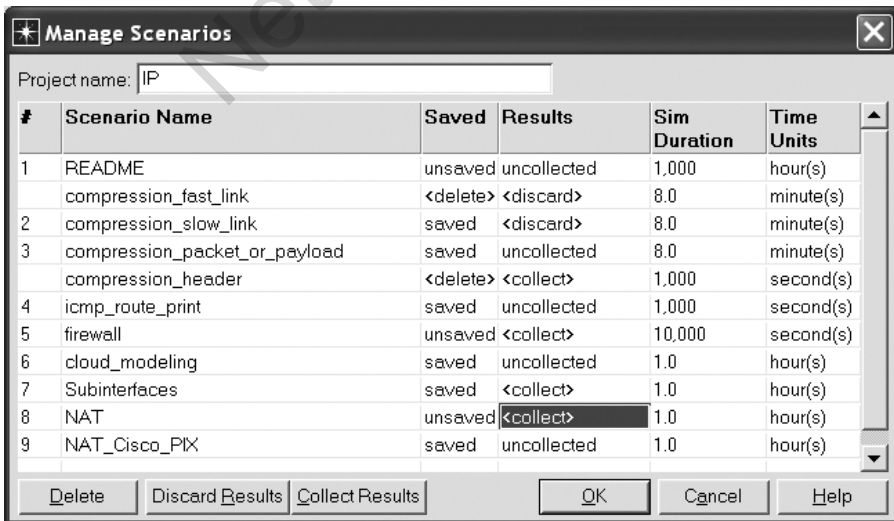 Net
Manage Scenarios
Project name: IP
# Scenario Name Saved Results Sim Duration Time Units
1 README unsaved uncollected 1,000 hour(s)
compression_fast_link <delete> <discard> 8.0 minute(s)
2 compression_slow_link saved <discard> 8.0 minute(s)
3 compression_packet_or_payload saved uncollected 8.0 minute(s)
compression_header <delete> <collect> 1,000 second(s)
4 icmp_route_print saved uncollected 1,000 second(s)
5 firewall unsaved <collect> 10,000 second(s)
6 cloud_modeling saved uncollected 1.0 hour(s)
7 Subinterfaces saved <collect> 1.0 hour(s)
8 NAT unsaved <collect> 1.0 hour(s)
9 NAT_Cisco_PIX saved uncollected 1.0 hour(s)
Delete Discard Results Collect Results OK Cancel Help